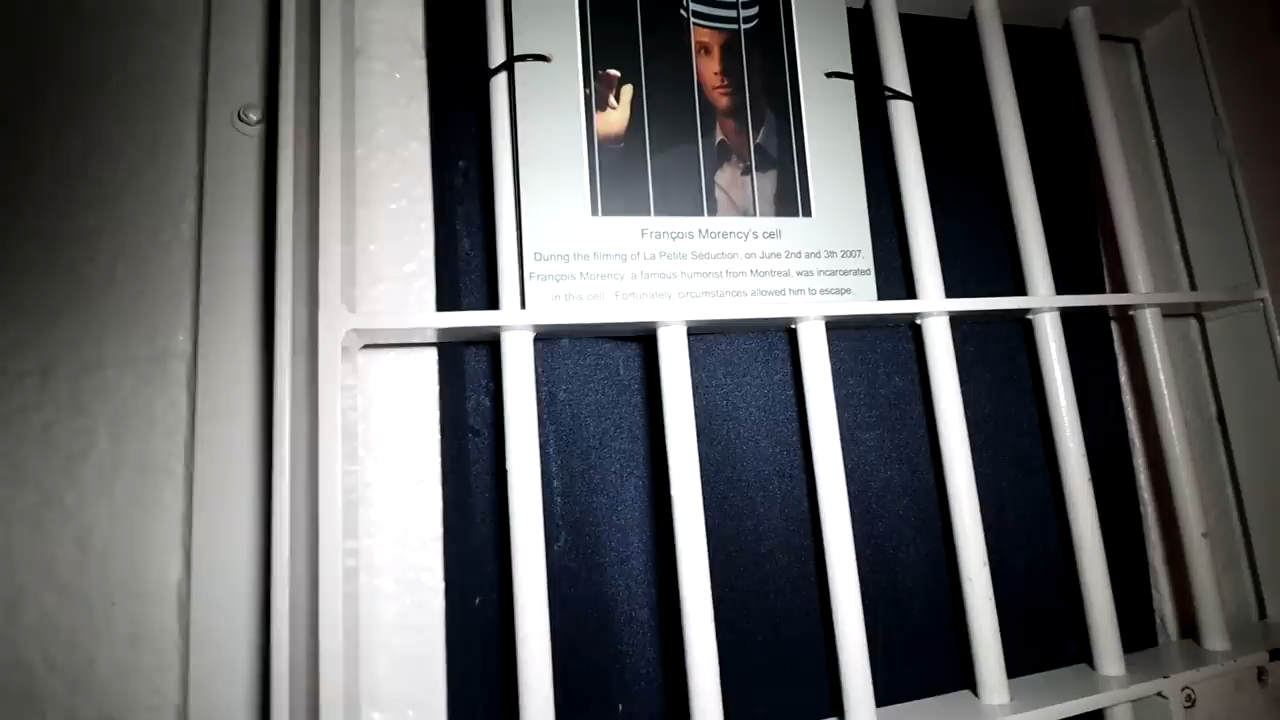 François Morency's cell
During the filming of La Petite Séduction, on June 2nd and 3th 2007,
François Morency, a famous humorist from Montreal, was incarcerated
in this cell. Fortunately, circumstances allowed him to escape.